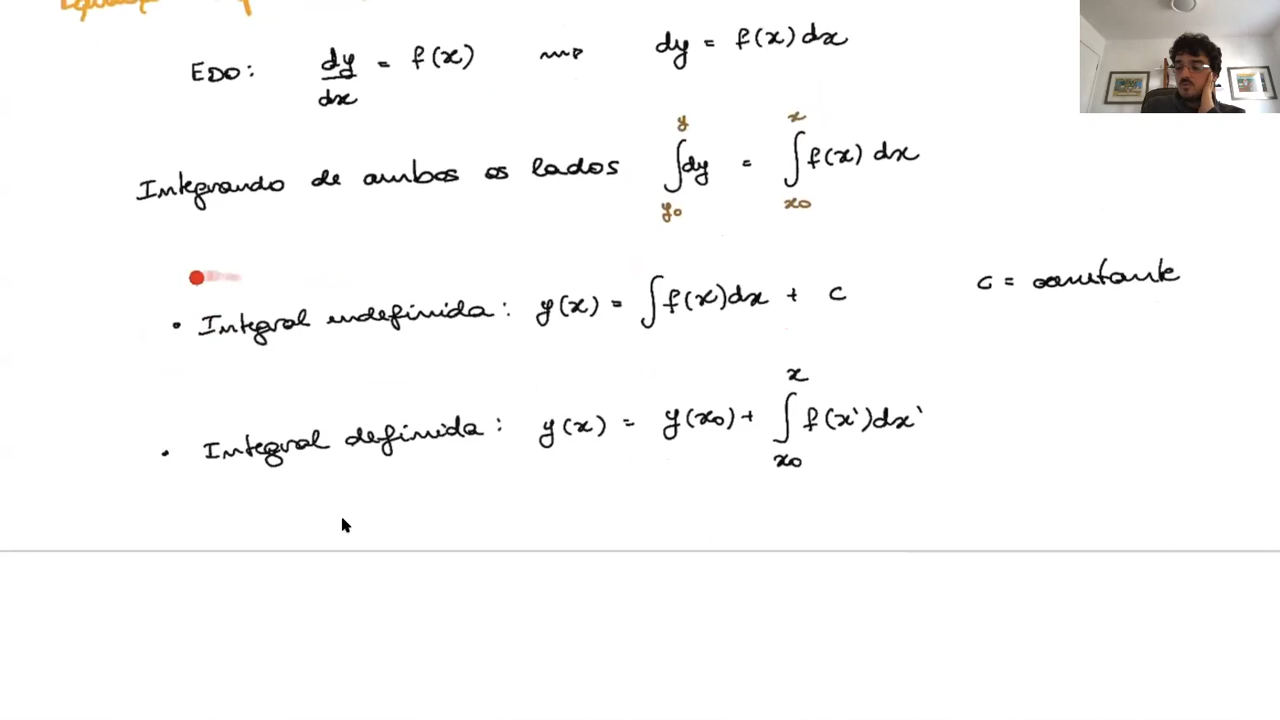 EDO: dy/dx = f(x) ⇝ dy = f(x) dx
Integrando de ambos os lados ∫_{y0}^{y} dy = ∫_{x0}^{x} f(x) dx
• Integral indefinida: y(x) = ∫ f(x) dx + c c = constante
• Integral definida: y(x) = y(x0) + ∫_{x0}^{x} f(x') dx'